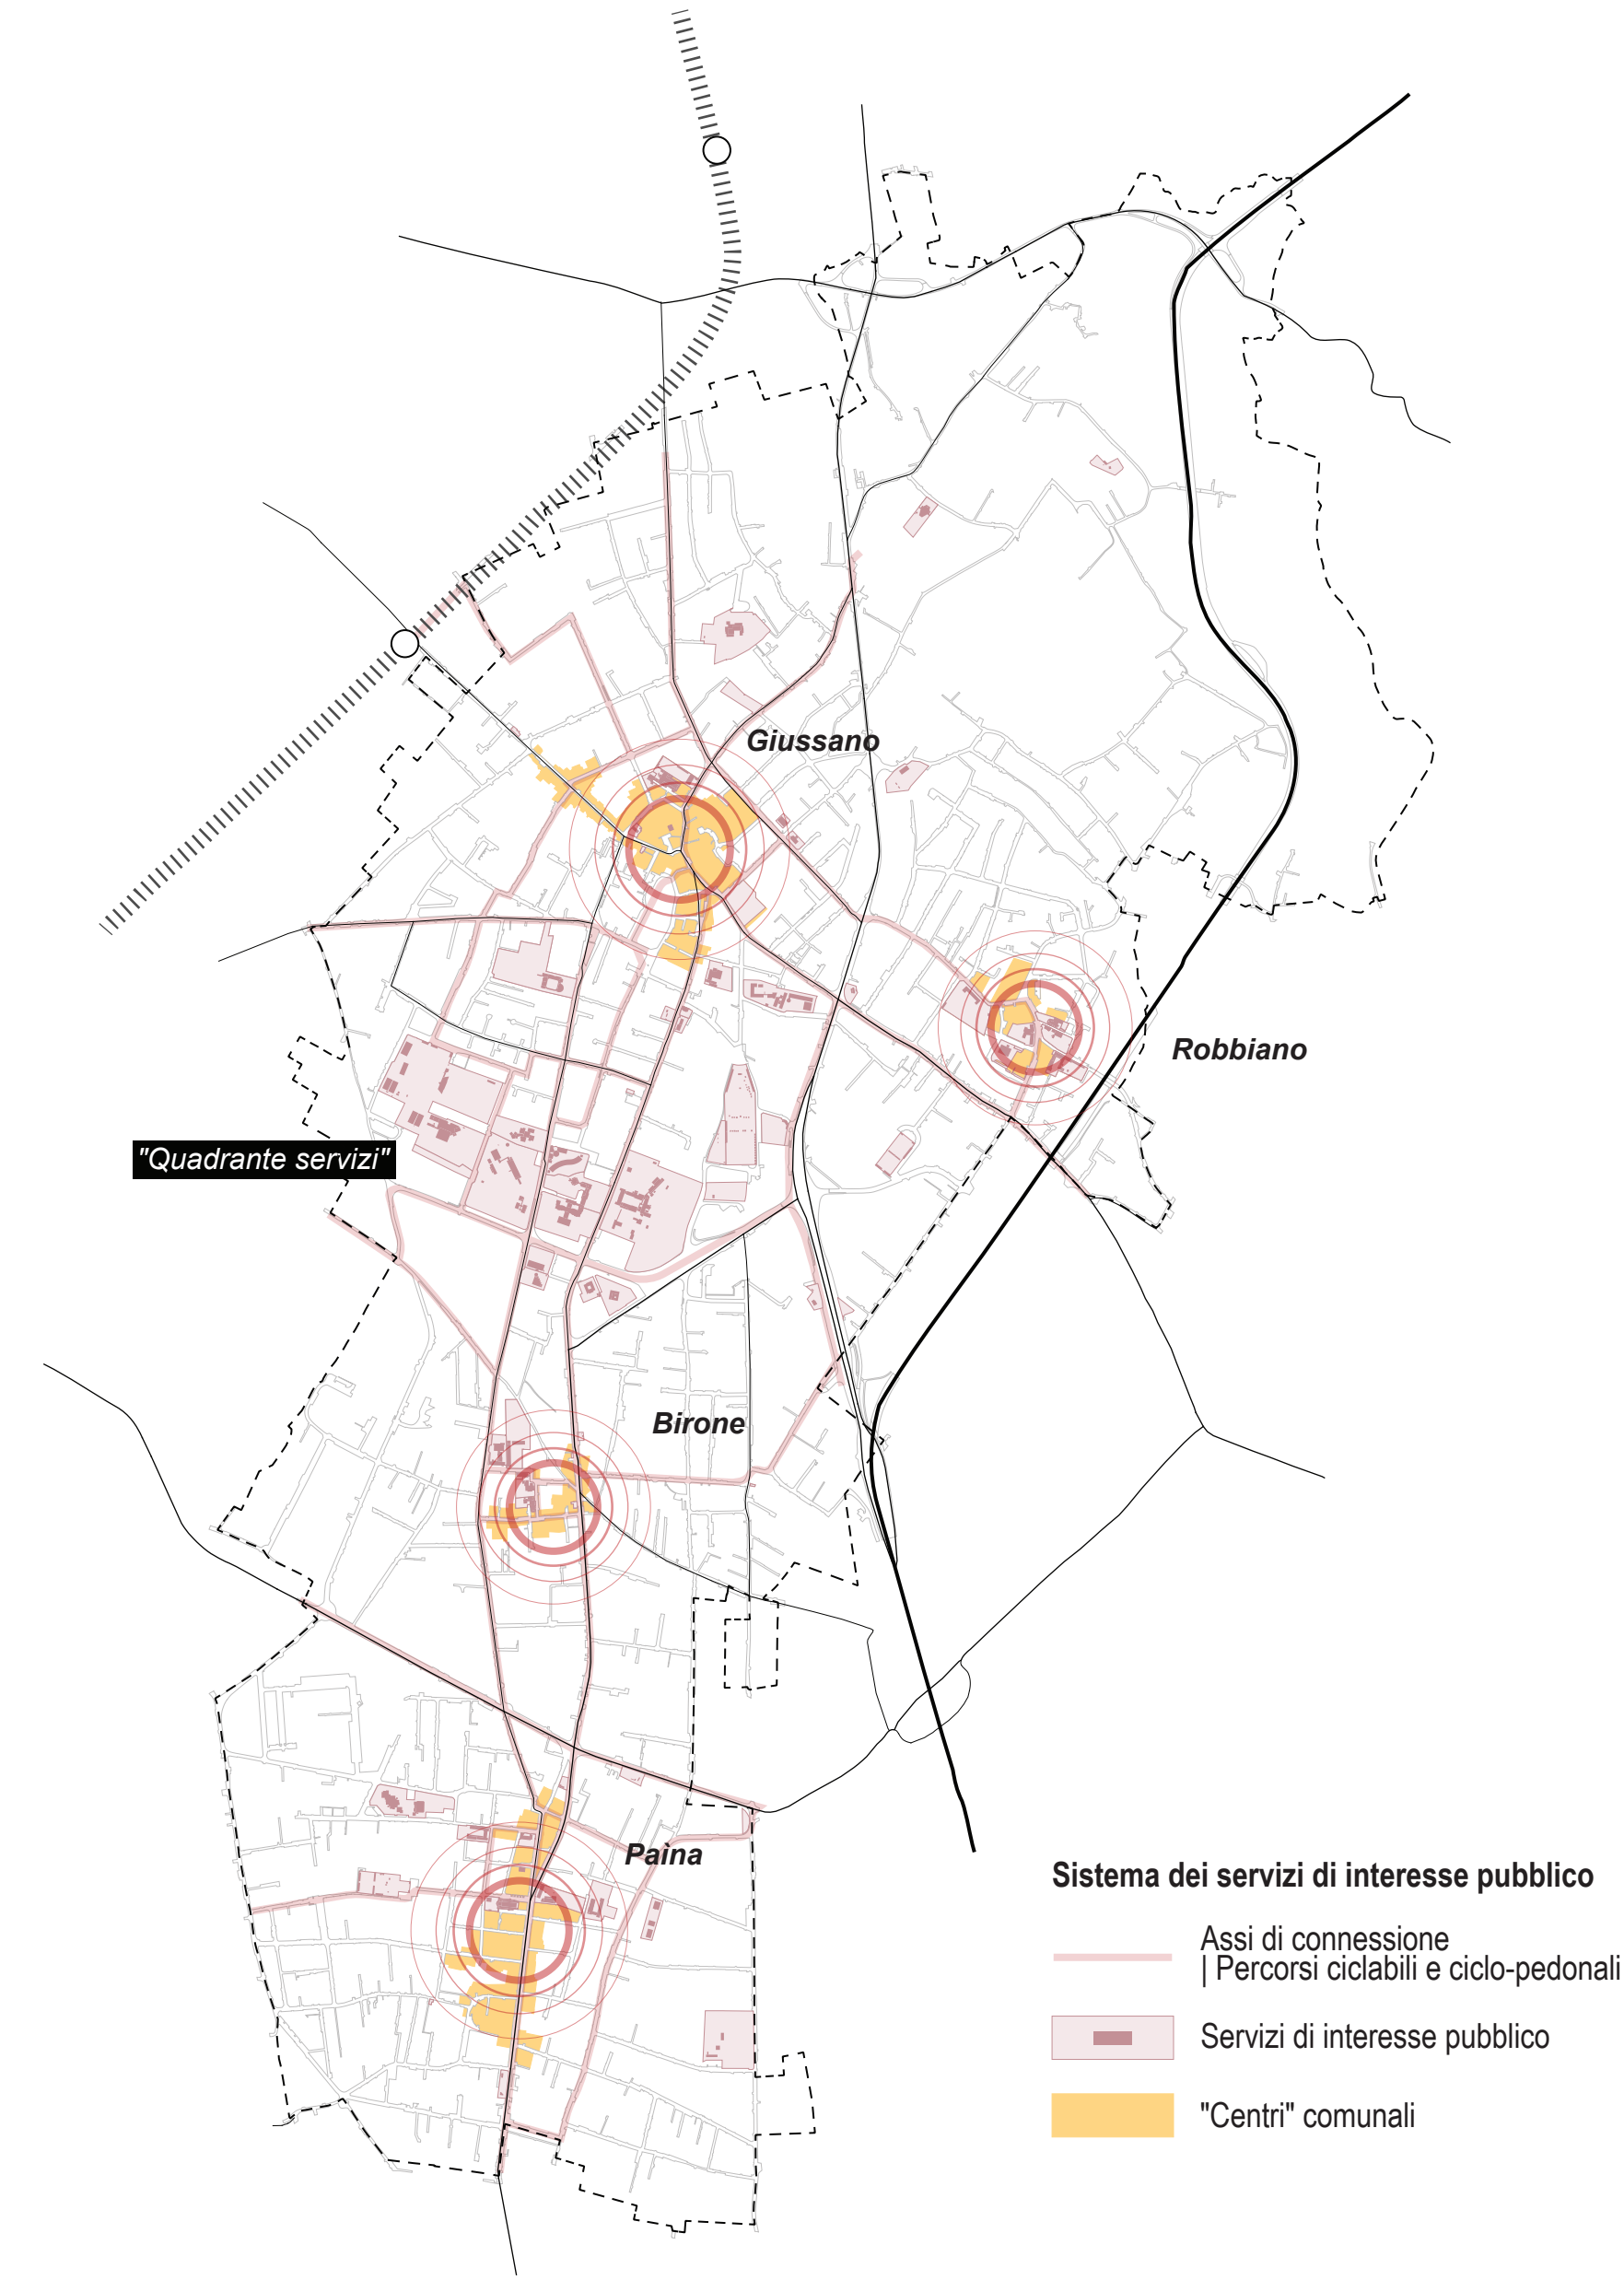 Giussano
Robbiano
"Quadrante servizi"
Birone
Paìna
Sistema dei servizi di interesse pubblico
Assi di connessione
| Percorsi ciclabili e ciclo-pedonali
Servizi di interesse pubblico
"Centri" comunali